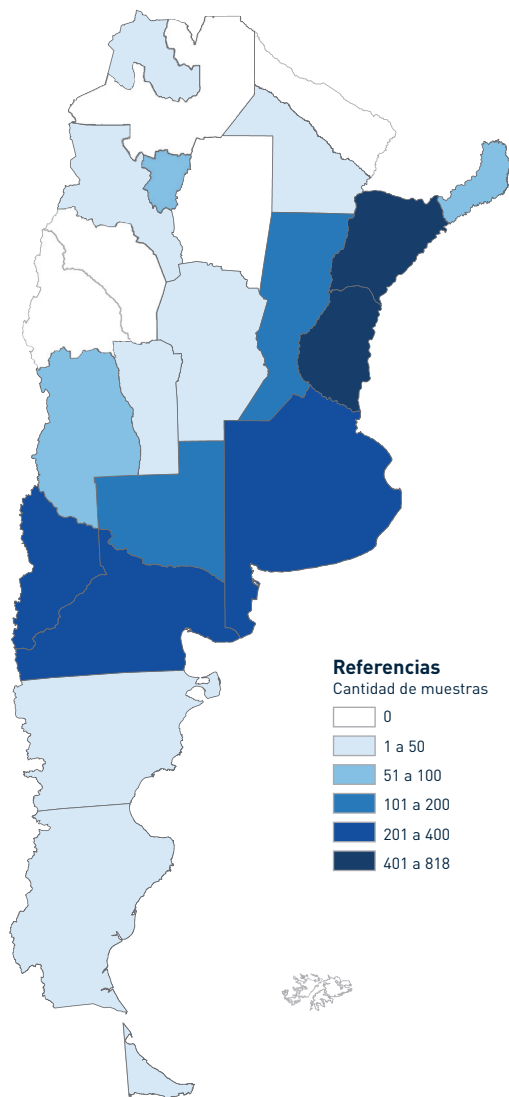 Referencias
Cantidad de muestras
0
1 a 50
51 a 100
101 a 200
201 a 400
401 a 818